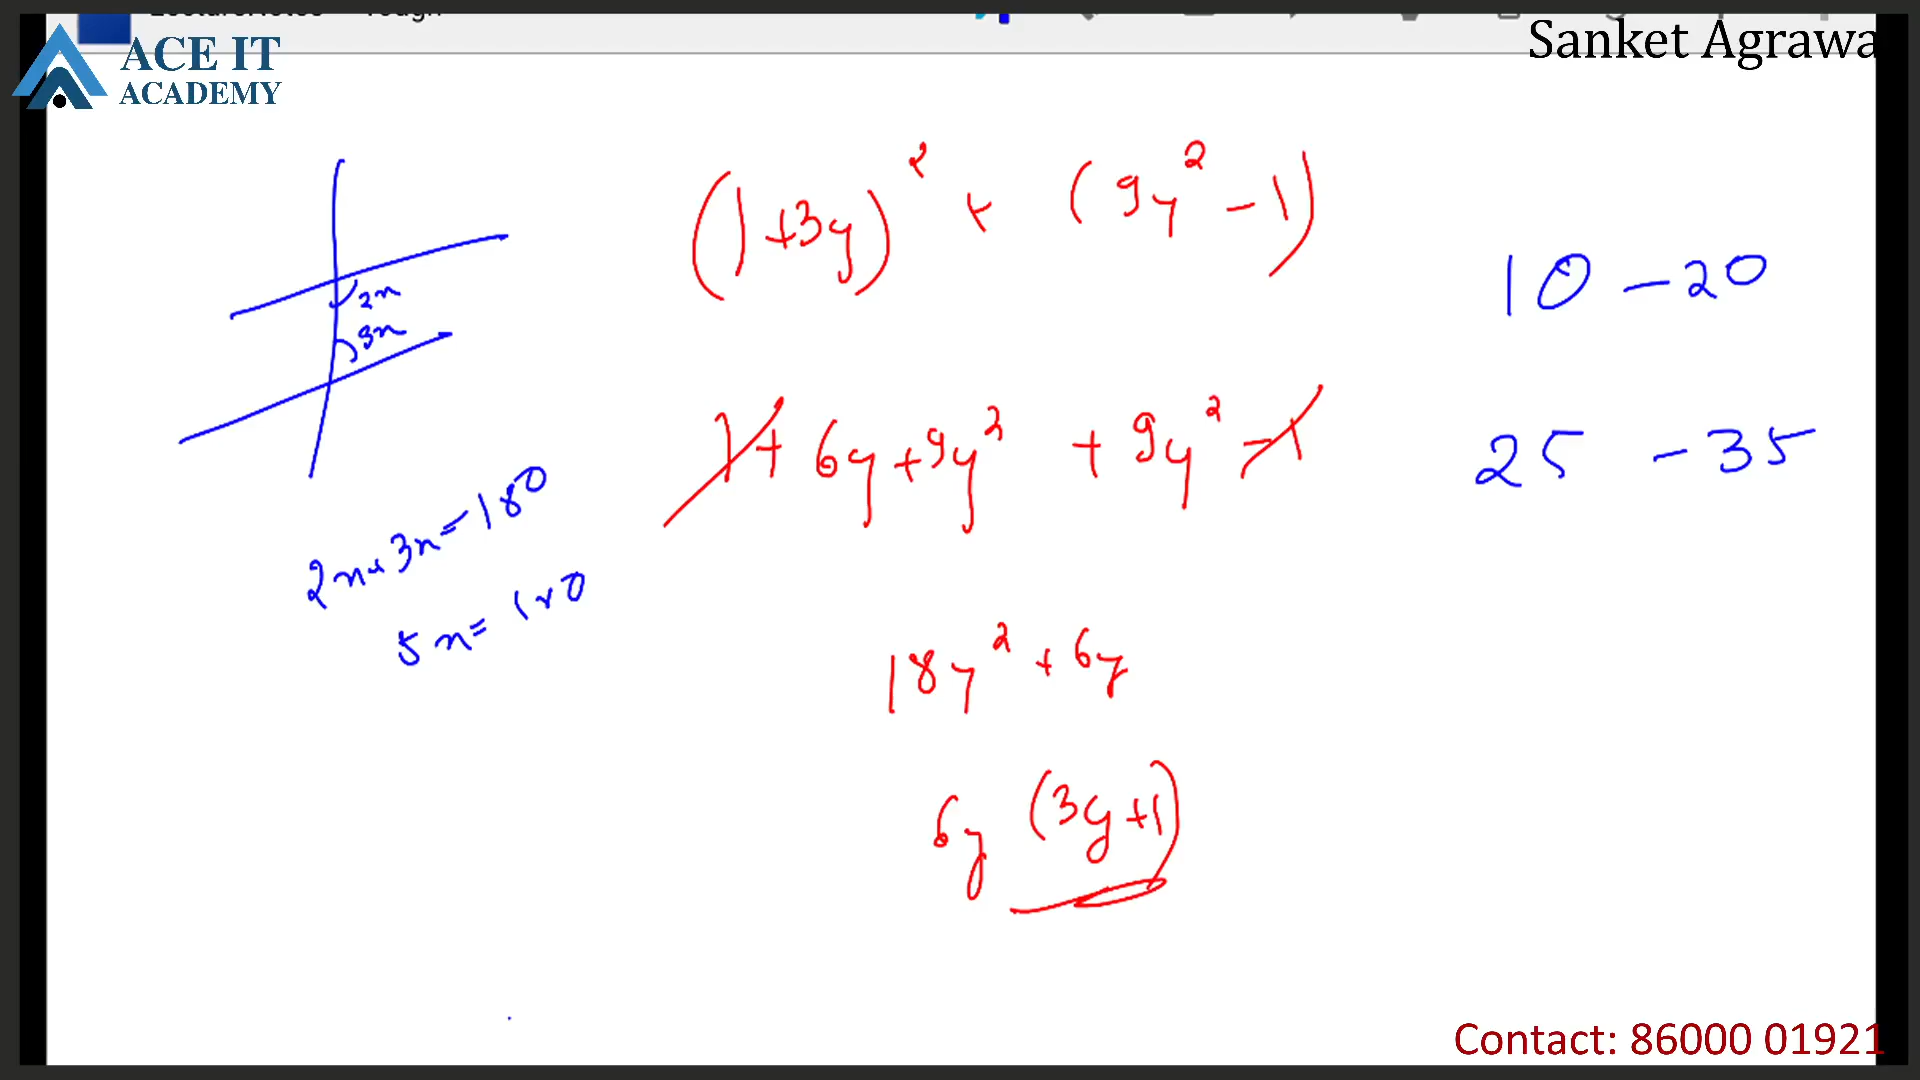 ACE IT
ACADEMY
Sanket Agrawa
2x
3x
2x+3x=180
5x=180
(1+3y)² + (9y²-1)
1+6y+9y² + 9y²-1
18y²+6y
6y (3y+1)
10-20
25-35
Contact: 86000 01921